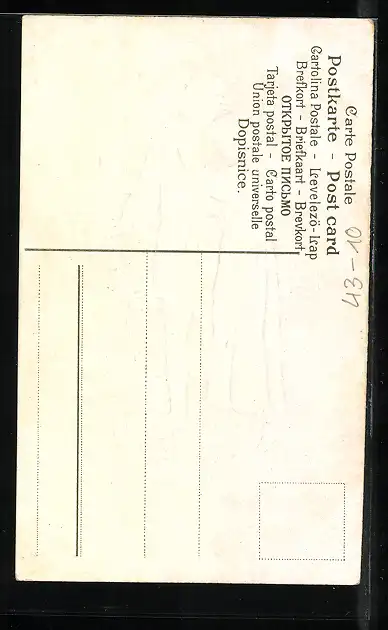 Carte Postale
Postkarte - Post card
Cartolina Postale - Levelező-Lap
Brefkort - Briefkaart - Brevkort
ОТКРЫТОЕ ПИСЬМО
Tarjeta postal - Carto postal
Union postale universelle
Dopisnice.
43-10